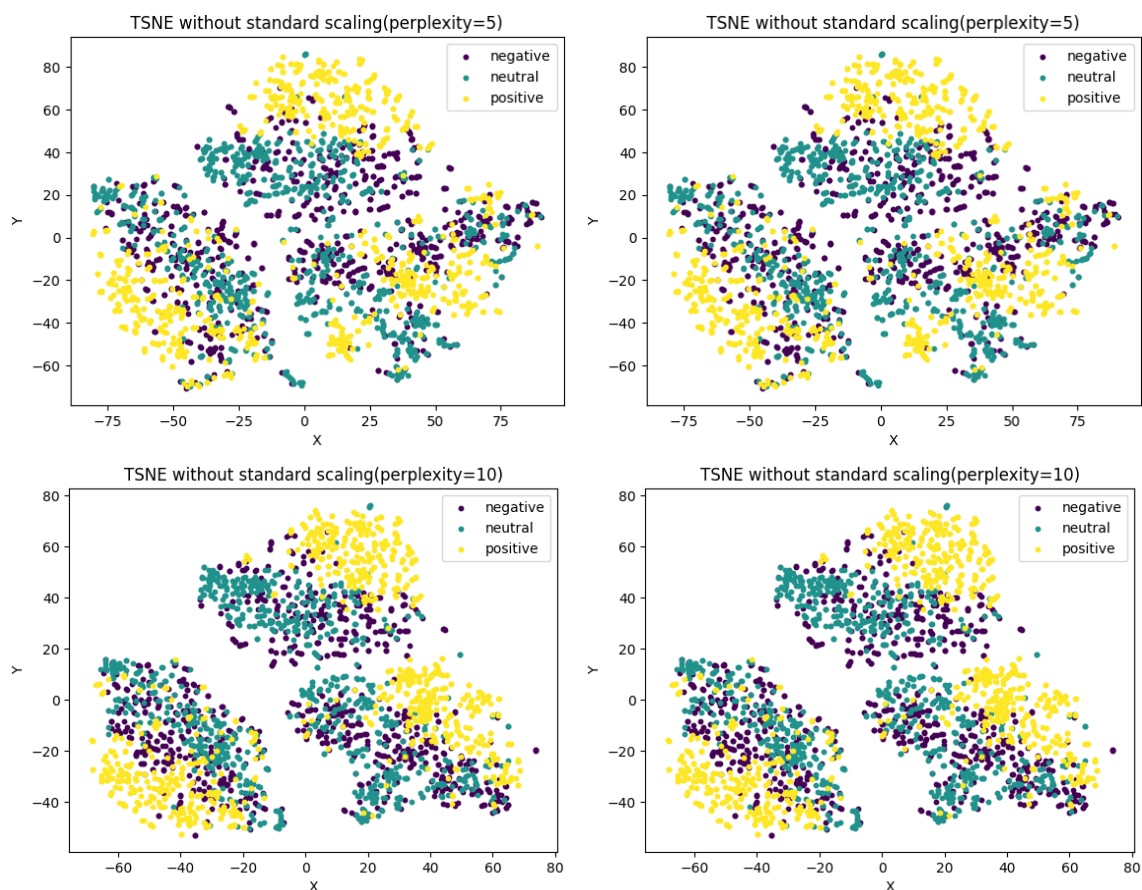 TSNE without standard scaling(perplexity=5)
negative
neutral
positive
80
60
40
20
0
−20
−40
−60
Y
−75
−50
−25
0
25
50
75
X
TSNE without standard scaling(perplexity=5)
negative
neutral
positive
80
60
40
20
0
−20
−40
−60
Y
−75
−50
−25
0
25
50
75
X
TSNE without standard scaling(perplexity=10)
negative
neutral
positive
80
60
40
20
0
−20
−40
Y
−60
−40
−20
0
20
40
60
80
X
TSNE without standard scaling(perplexity=10)
negative
neutral
positive
80
60
40
20
0
−20
−40
Y
−60
−40
−20
0
20
40
60
80
X